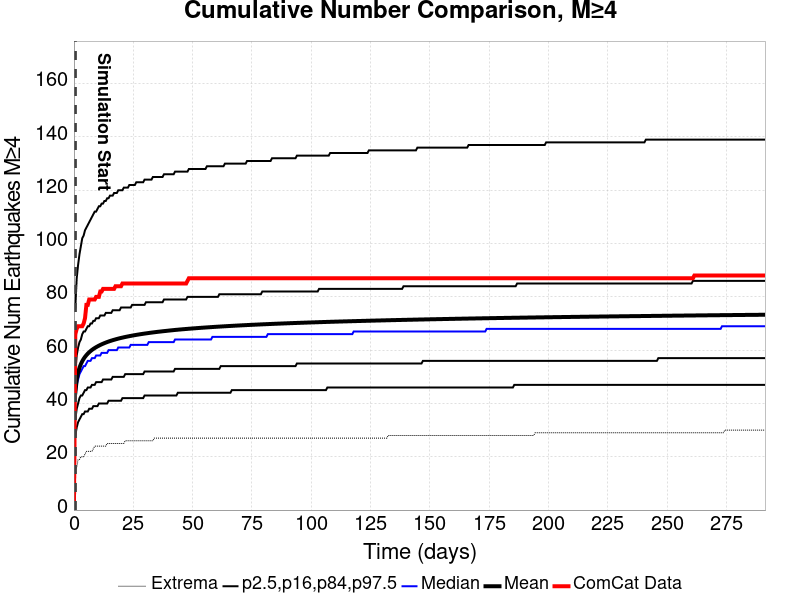 Cumulative Number Comparison, M≥4
Cumulative Num Earthquakes M≥4
160
140
120
100
80
60
40
20
0
Simulation Start
0 25 50 75 100 125 150 175 200 225 250 275
Time (days)
Extrema p2.5,p16,p84,p97.5 Median Mean ComCat Data